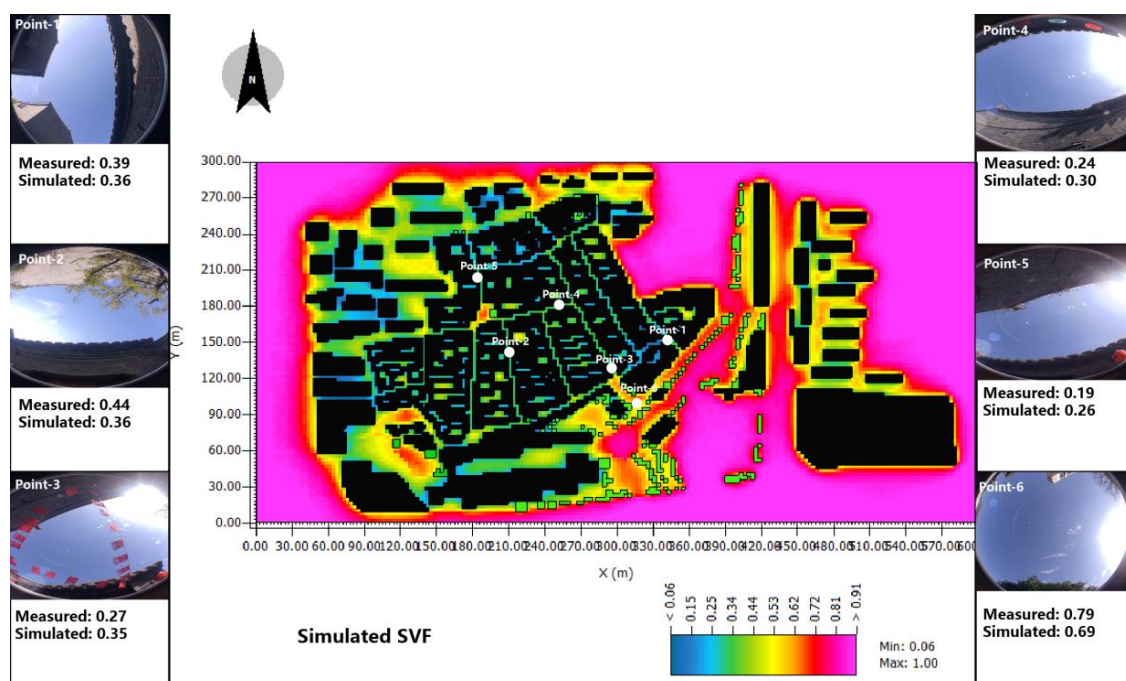 Point-1
Measured: 0.39
Simulated: 0.36
Point-2
Measured: 0.44
Simulated: 0.36
Point-3
Measured: 0.27
Simulated: 0.35
N
Y (m)
300.00
270.00
240.00
210.00
180.00
150.00
120.00
90.00
60.00
30.00
0.00
Point-5
Point-4
Point-1
Point-2
Point-3
Point-6
0.00 30.00 60.00 90.00 120.00 150.00 180.00 210.00 240.00 270.00 300.00 330.00 360.00 390.00 420.00 450.00 480.00 510.00 540.00 570.00 600
X (m)
Simulated SVF
< 0.06 0.15 0.25 0.34 0.44 0.53 0.62 0.72 0.81 > 0.91
Min: 0.06
Max: 1.00
Point-4
Measured: 0.24
Simulated: 0.30
Point-5
Measured: 0.19
Simulated: 0.26
Point-6
Measured: 0.79
Simulated: 0.69